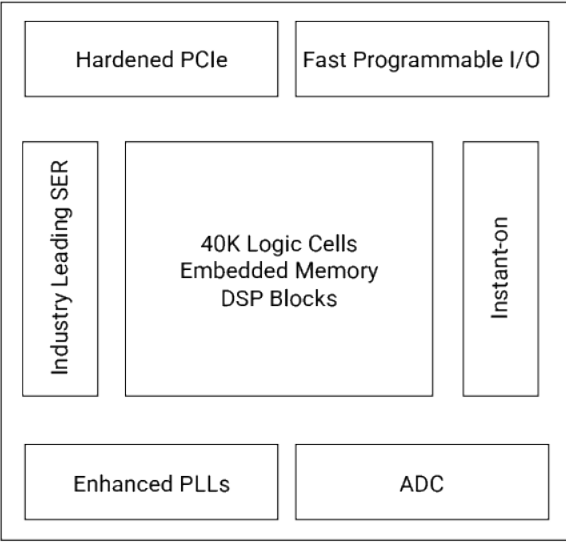 Hardened PCIe
Fast Programmable I/O
Industry Leading SER
40K Logic Cells
Embedded Memory
DSP Blocks
Instant-on
Enhanced PLLs
ADC